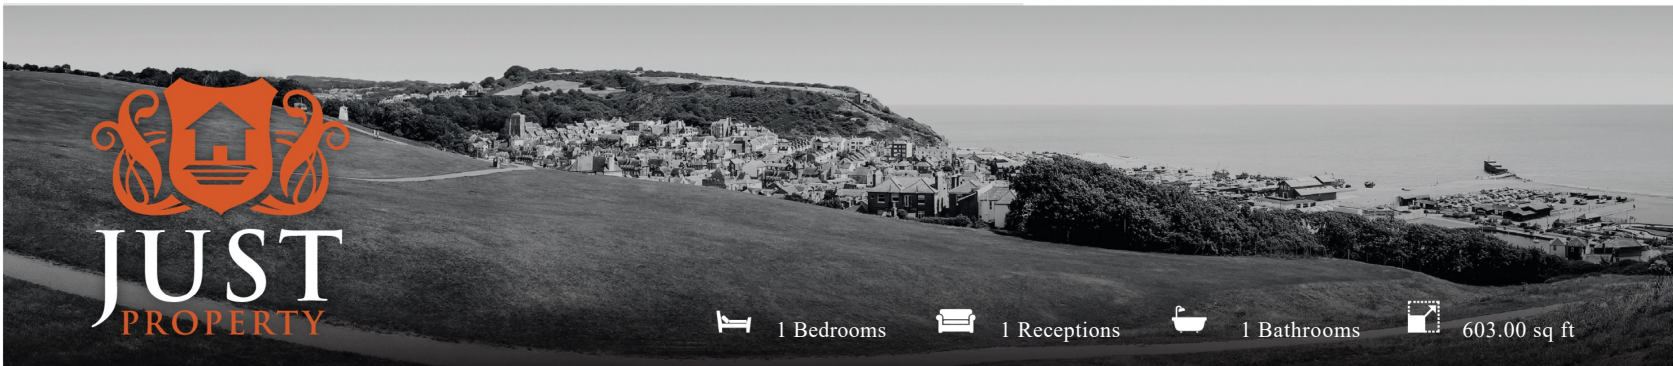 JUST
PROPERTY
1 Bedrooms 1 Receptions 1 Bathrooms 603.00 sq ft